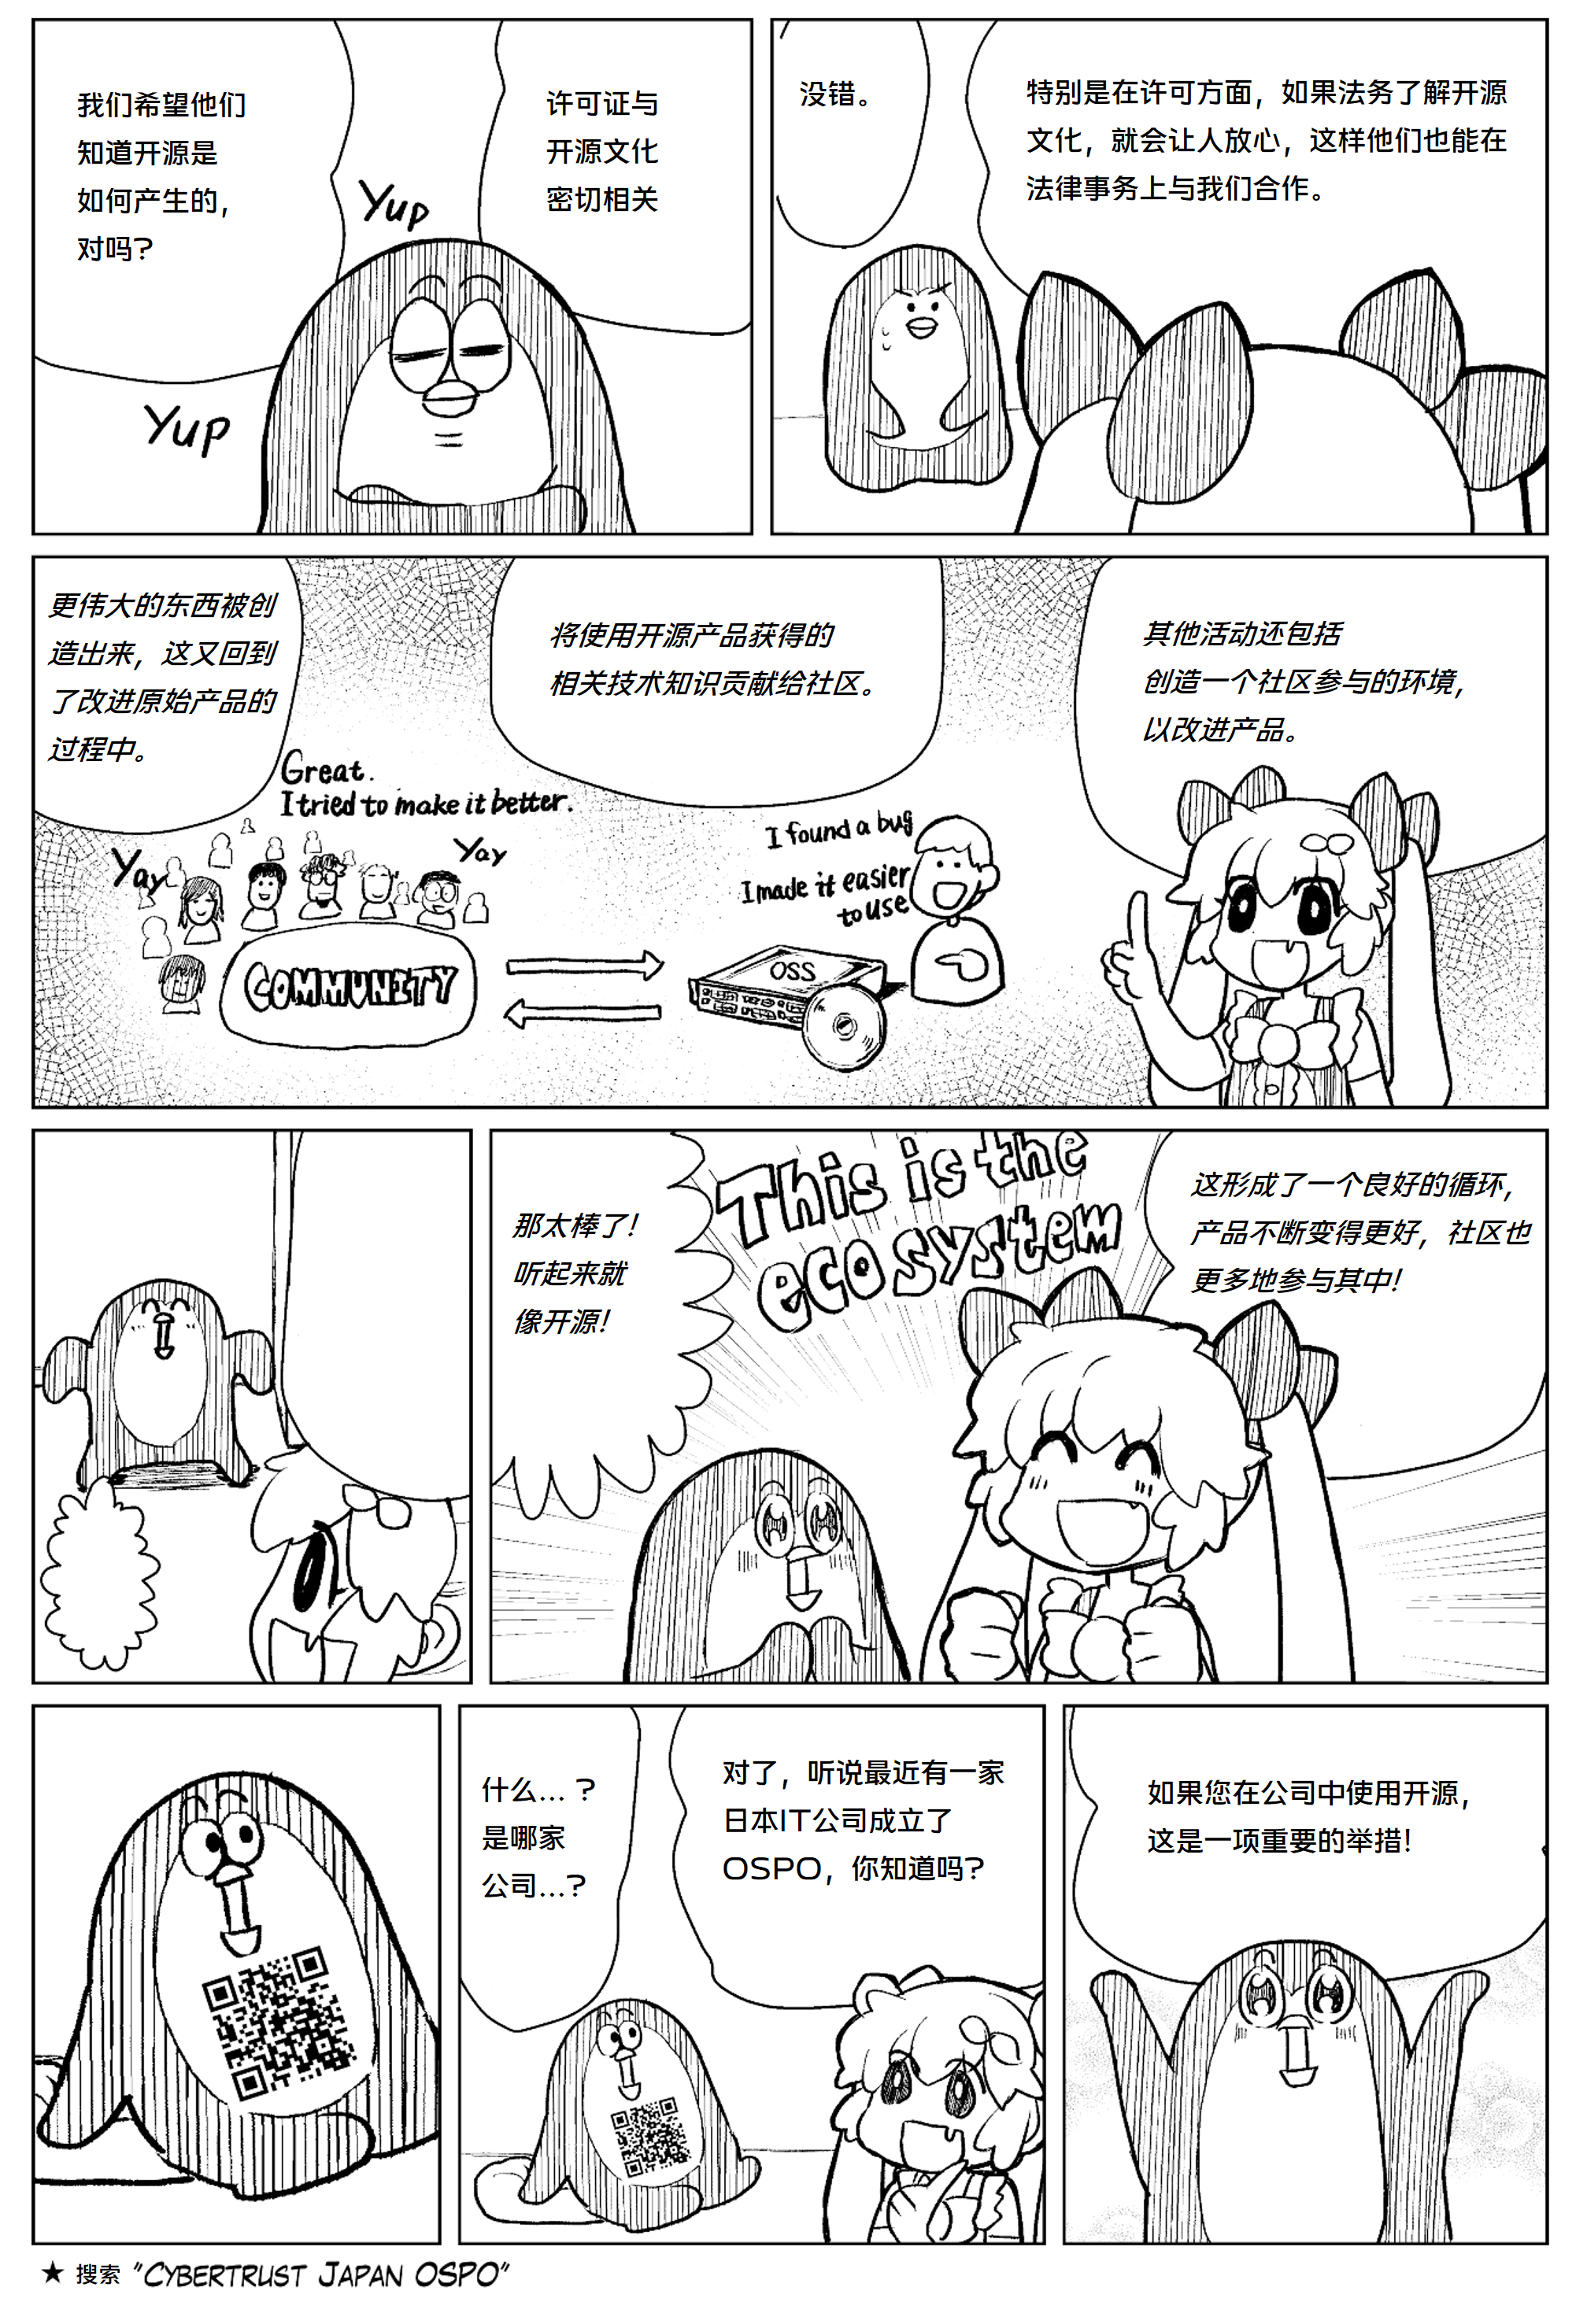 特别是在许可方面，如果法务了解开源
文化，就会让人放心，这样他们也能在
法律事务上与我们合作。
没错。
许可证与
开源文化
密切相关
我们希望他们
知道开源是
如何产生的，
对吗？
Yup
Yup
其他活动还包括
创造一个社区参与的环境，
以改进产品。
将使用开源产品获得的
相关技术知识贡献给社区。
I found a bug
I made it easier
to use
OSS
更伟大的东西被创
造出来，这又回到
了改进原始产品的
过程中。
Great.
I tried to make it better.
Yay
Yay
COMMUNITY
这形成了一个良好的循环，
产品不断变得更好，社区也
更多地参与其中！
This is the
ecosystem
那太棒了！
听起来就
像开源！
如果您在公司中使用开源，
这是一项重要的举措！
对了，听说最近有一家
日本IT公司成立了
OSPO，你知道吗？
什么…？
是哪家
公司…？
★ 搜索 “CYBERTRUST JAPAN OSPO”